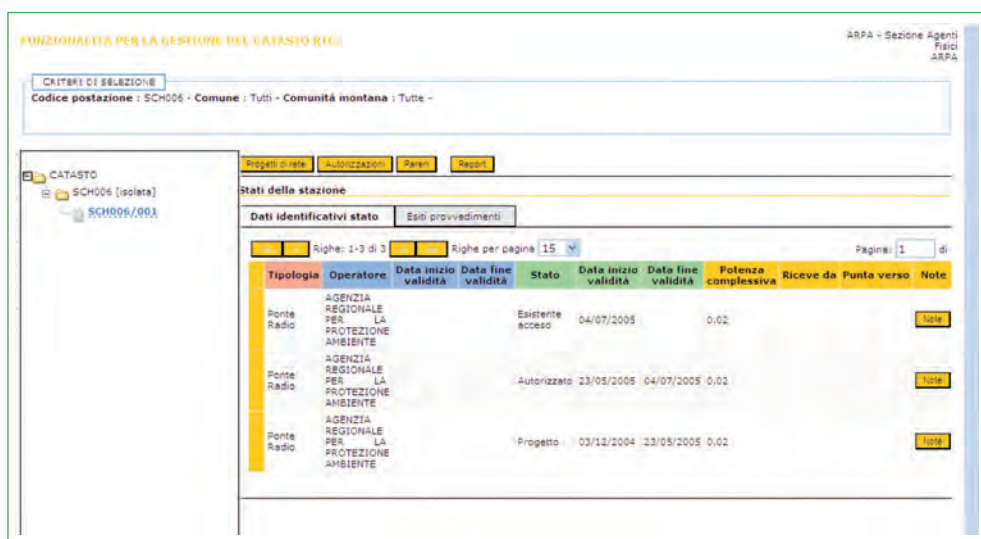 FUNZIONALITÀ PER LA GESTIONE DEL CATASTO RTC
ARPA - Sezione Agenti
Fisici
ARPA
CRITERI DI SELEZIONE
Codice postazione : SCH006 - Comune : Tutti - Comunità montana : Tutte -
CATASTO
SCH006 [isolata]
SCH006/001
Progetti di rete Autorizzazioni Pareri Report
Stati della stazione
Dati identificativi stato Esiti provvedimenti
Righe: 1-3 di 3 Righe per pagina 15 Pagina: 1 di
Tipologia Operatore Data inizio validità Data fine validità Stato Data inizio validità Data fine validità Potenza complessiva Riceve da Punta verso Note
AGENZIA
REGIONALE
Ponte Radio PER LA Esistente acceso 04/07/2005 0,02 Note
PROTEZIONE
AMBIENTE
AGENZIA
REGIONALE
Ponte Radio PER LA Autorizzato 23/05/2005 04/07/2005 0,02 Note
PROTEZIONE
AMBIENTE
AGENZIA
REGIONALE
Ponte Radio PER LA Progetto 03/12/2004 23/05/2005 0,02 Note
PROTEZIONE
AMBIENTE